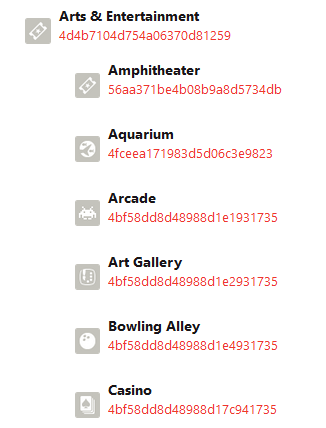 Arts & Entertainment
4d4b7104d754a06370d81259
Amphitheater
56aa371be4b08b9a8d5734db
Aquarium
4fceea171983d5d06c3e9823
Arcade
4bf58dd8d48988d1e1931735
Art Gallery
4bf58dd8d48988d1e2931735
Bowling Alley
4bf58dd8d48988d1e4931735
Casino
4bf58dd8d48988d17c941735